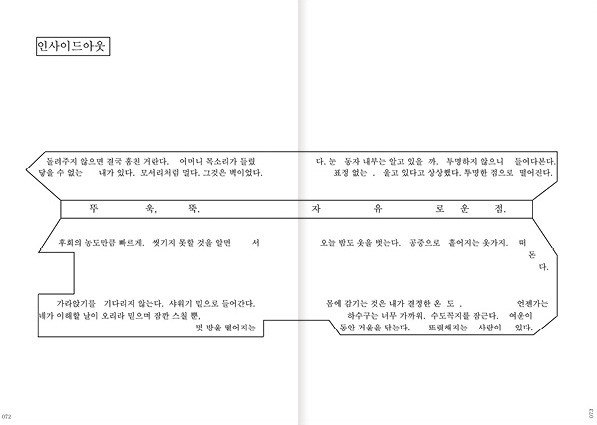 인사이드아웃
돌려주지 않으면 결국 훔친 거란다. 어머니 목소리가 들렸 다. 눈 동자 내부는 알고 있을 까. 투명하지 않으니 들여다본다.
닿을 수 없는 내가 있다. 모서리처럼 멀다. 그것은 벽이었다. 표정 없는 . 울고 있다고 상상했다. 투명한 점으로 떨어진다.
뚜 욱, 뚝. 자 유 로 운 점.
후회의 농도만큼 빠르게. 씻기지 못할 것을 알면 서 오늘 밤도 옷을 벗는다. 공중으로 흩어지는 옷가지. 떠
돈
다.
가라앉기를 기다리지 않는다. 샤워기 밑으로 들어간다. 몸에 감기는 것은 내가 결정한 온 도 , 언젠가는
네가 이해할 날이 오리라 믿으며 잠깐 스칠 뿐, 하수구는 너무 가까워. 수도꼭지를 잠근다. 여운이
몇 방울 떨어지는 동안 거울을 닦는다. 또렷해지는 사람이 있다.
072
073